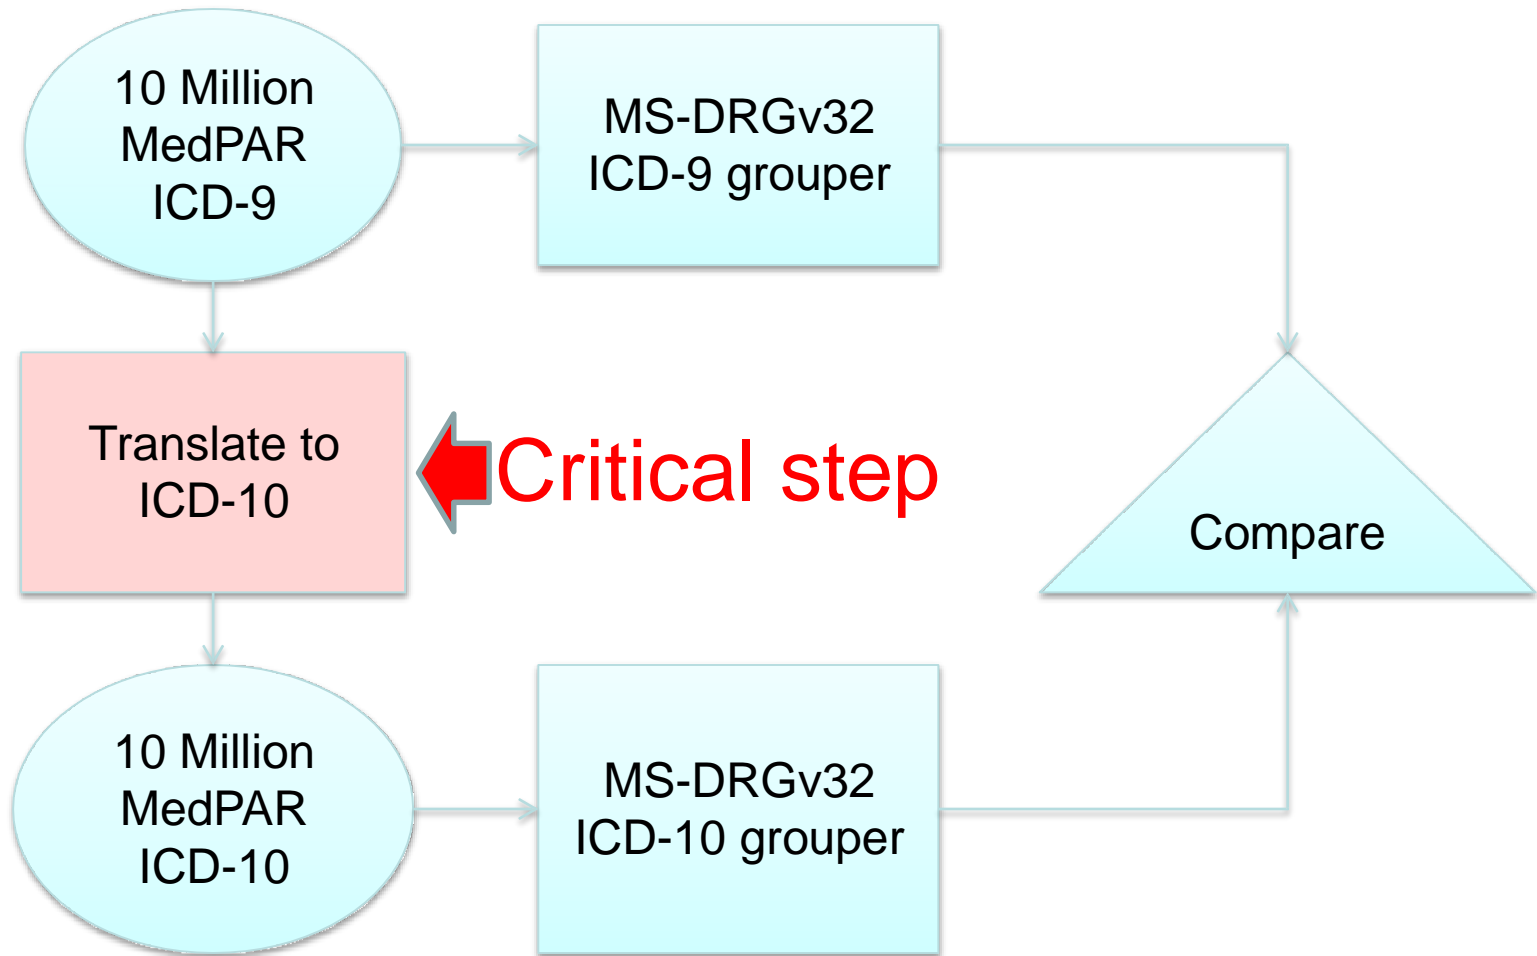 10 Million
MedPAR
ICD-9
MS-DRGv32
ICD-9 grouper
Translate to
ICD-10
Critical step
Compare
10 Million
MedPAR
ICD-10
MS-DRGv32
ICD-10 grouper